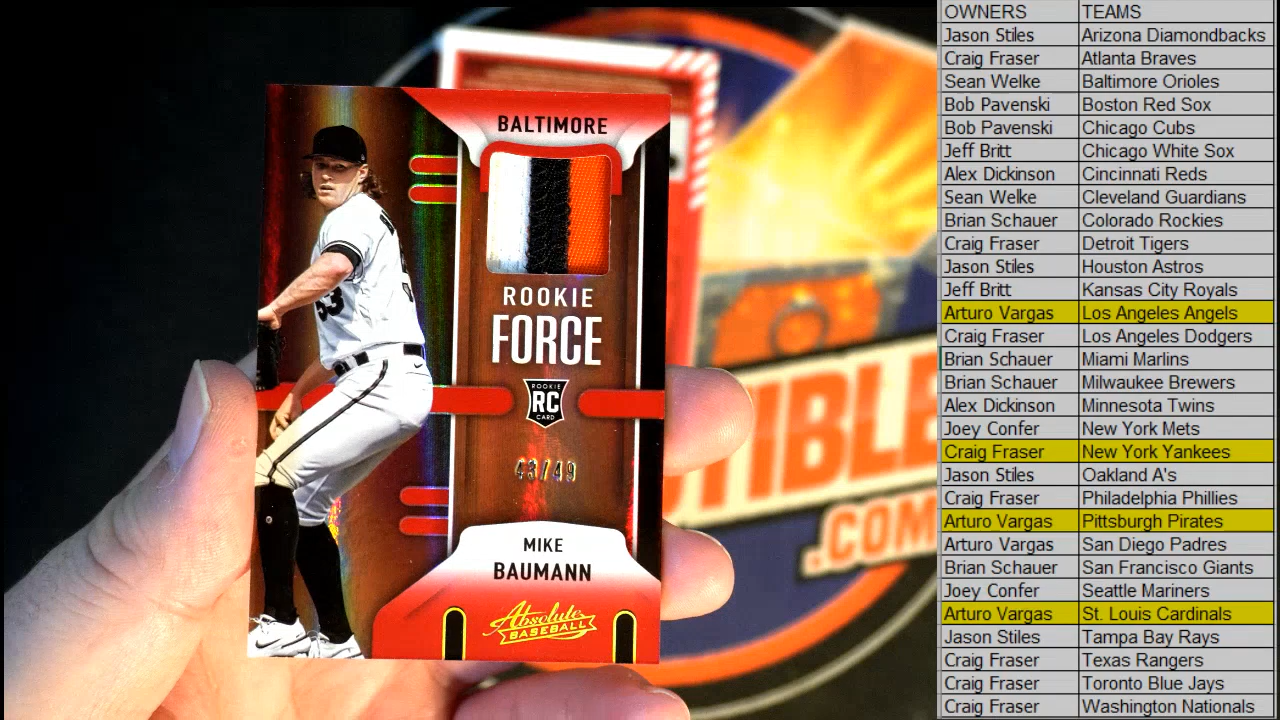 BALTIMORE
ROOKIE
FORCE
ROOKIE
RC
CARD
43/49
MIKE
BAUMANN
Absolute
BASEBALL
33
TIBLE
.COM
OWNERS TEAMS
Jason Stiles Arizona Diamondbacks
Craig Fraser Atlanta Braves
Sean Welke Baltimore Orioles
Bob Pavenski Boston Red Sox
Bob Pavenski Chicago Cubs
Jeff Britt Chicago White Sox
Alex Dickinson Cincinnati Reds
Sean Welke Cleveland Guardians
Brian Schauer Colorado Rockies
Craig Fraser Detroit Tigers
Jason Stiles Houston Astros
Jeff Britt Kansas City Royals
Arturo Vargas Los Angeles Angels
Craig Fraser Los Angeles Dodgers
Brian Schauer Miami Marlins
Brian Schauer Milwaukee Brewers
Alex Dickinson Minnesota Twins
Joey Confer New York Mets
Craig Fraser New York Yankees
Jason Stiles Oakland A's
Craig Fraser Philadelphia Phillies
Arturo Vargas Pittsburgh Pirates
Arturo Vargas San Diego Padres
Brian Schauer San Francisco Giants
Joey Confer Seattle Mariners
Arturo Vargas St. Louis Cardinals
Jason Stiles Tampa Bay Rays
Craig Fraser Texas Rangers
Craig Fraser Toronto Blue Jays
Craig Fraser Washington Nationals